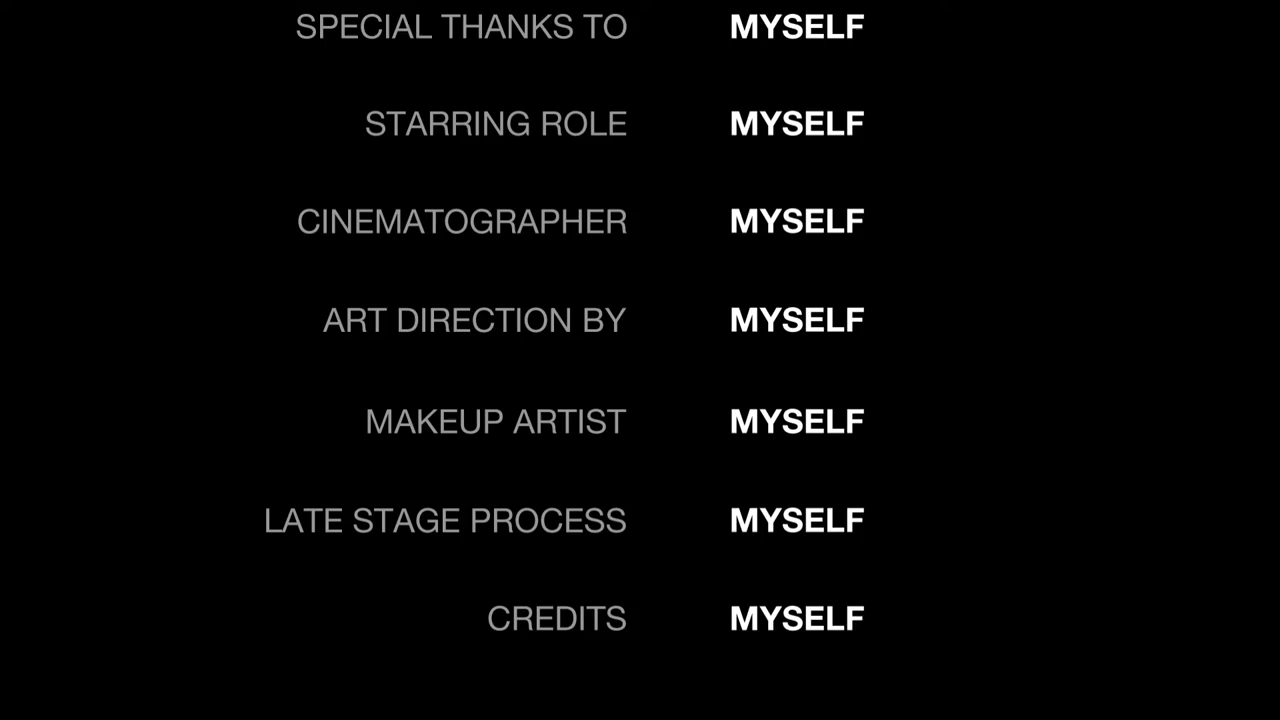 SPECIAL THANKS TO MYSELF
STARRING ROLE MYSELF
CINEMATOGRAPHER MYSELF
ART DIRECTION BY MYSELF
MAKEUP ARTIST MYSELF
LATE STAGE PROCESS MYSELF
CREDITS MYSELF